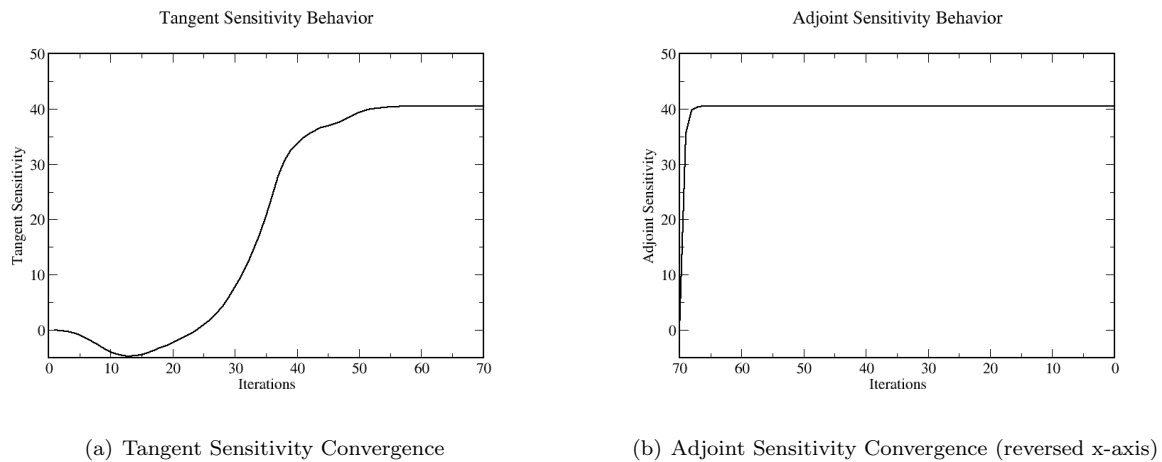 Tangent Sensitivity Behavior
50
40
30
20
10
0
Tangent Sensitivity
0 10 20 30 40 50 60 70
Iterations
(a) Tangent Sensitivity Convergence
Adjoint Sensitivity Behavior
50
40
30
20
10
0
Adjoint Sensitivity
70 60 50 40 30 20 10 0
Iterations
(b) Adjoint Sensitivity Convergence (reversed x-axis)